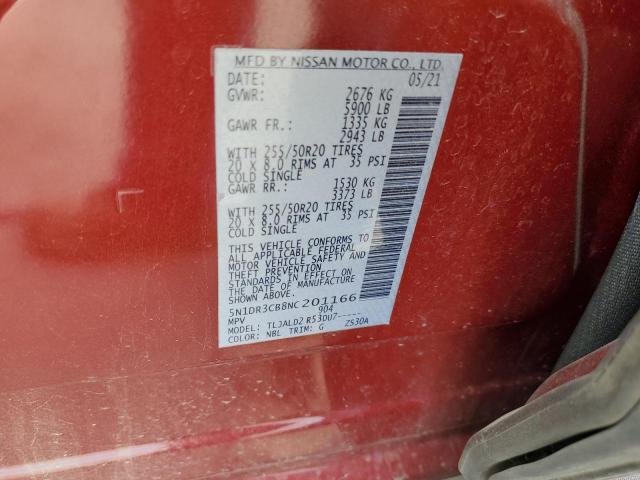 MFD BY NISSAN MOTOR CO., LTD.
DATE: 05/21
GVWR: 2676 KG
5900 LB
GAWR FR.: 1335 KG
2943 LB
WITH 255/50R20 TIRES
20 X 8.0 RIMS AT 35 PSI
COLD SINGLE
GAWR RR.: 1530 KG
3373 LB
WITH 255/50R20 TIRES
20 X 8.0 RIMS AT 35 PSI
COLD SINGLE
THIS VEHICLE CONFORMS TO
ALL APPLICABLE FEDERAL
MOTOR VEHICLE SAFETY AND
THEFT PREVENTION
STANDARDS IN EFFECT ON
THE DATE OF MANUFACTURE
SHOWN ABOVE.
5N1DR3CB8NC201166
MPV 904
MODEL: TLJALD2 R53DU7-----
COLOR: NBL TRIM: G ZS30A